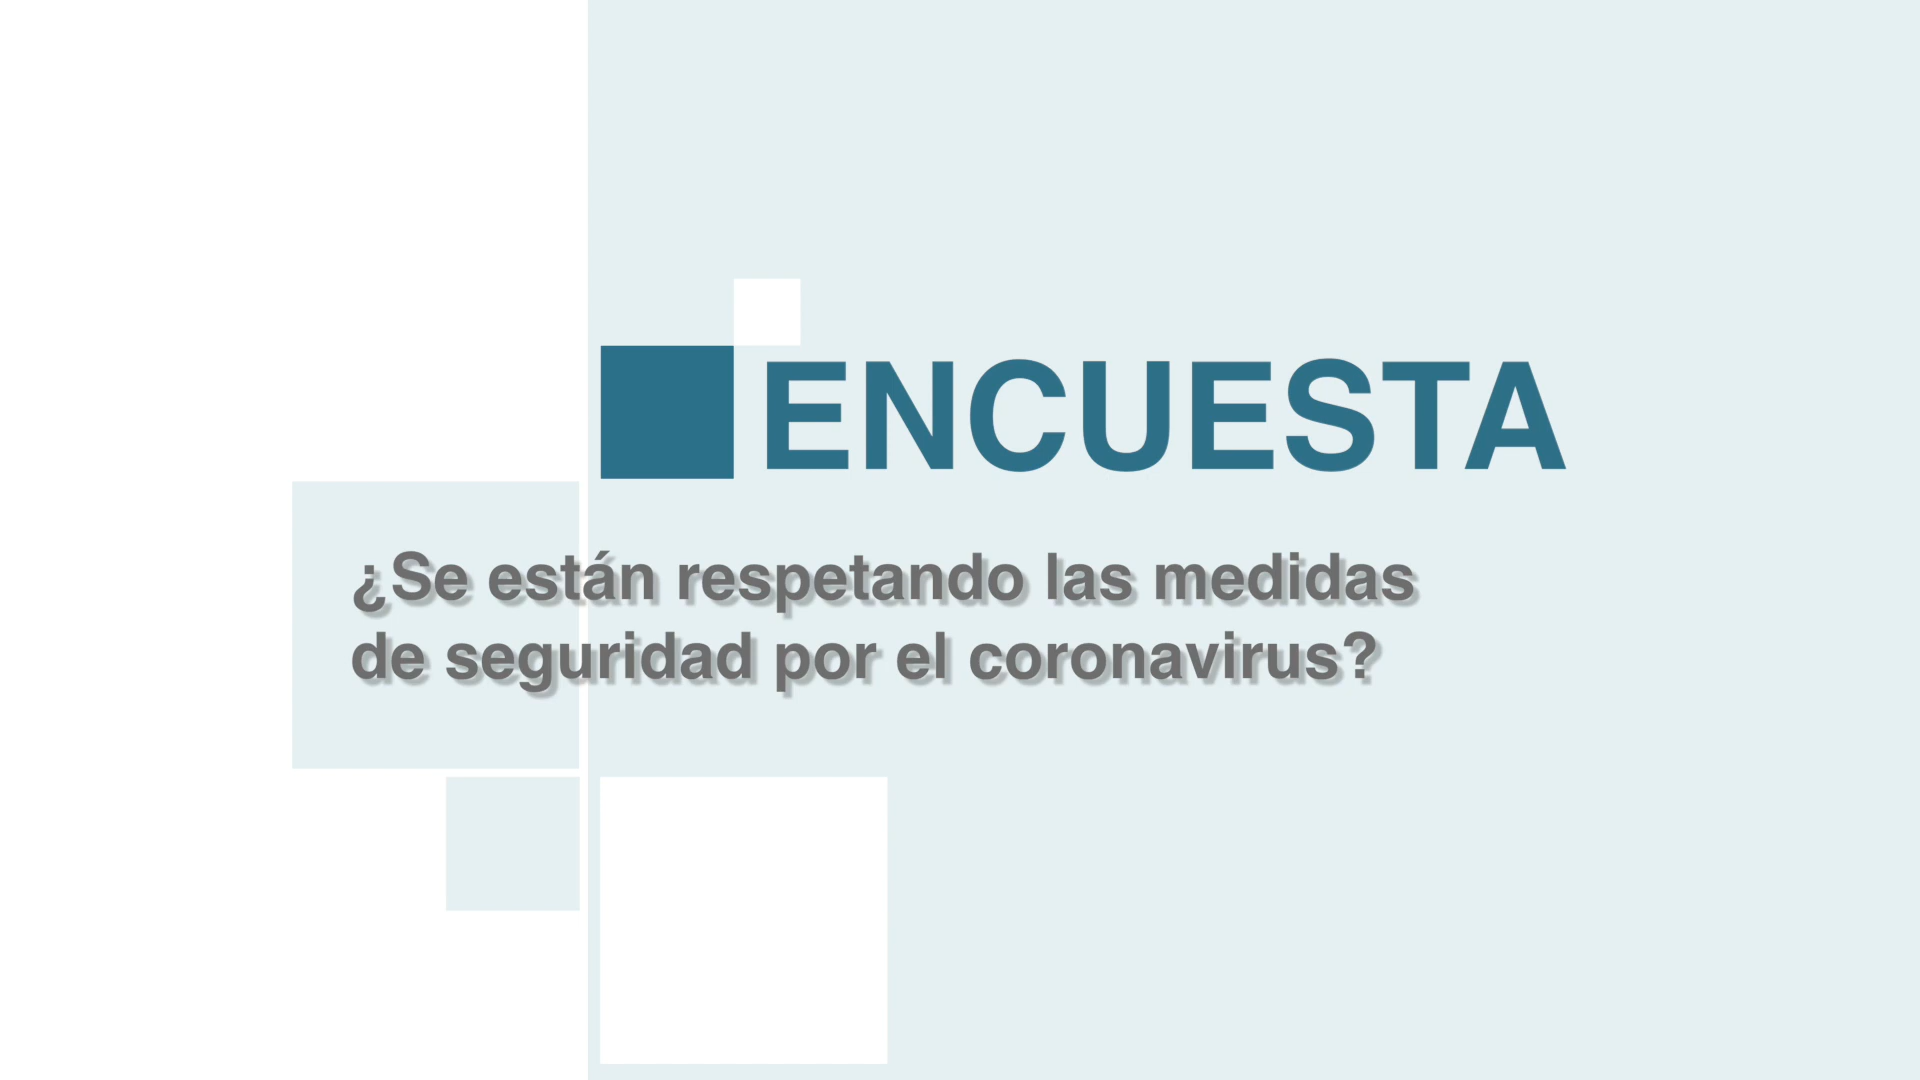 ENCUESTA
¿Se están respetando las medidas
de seguridad por el coronavirus?